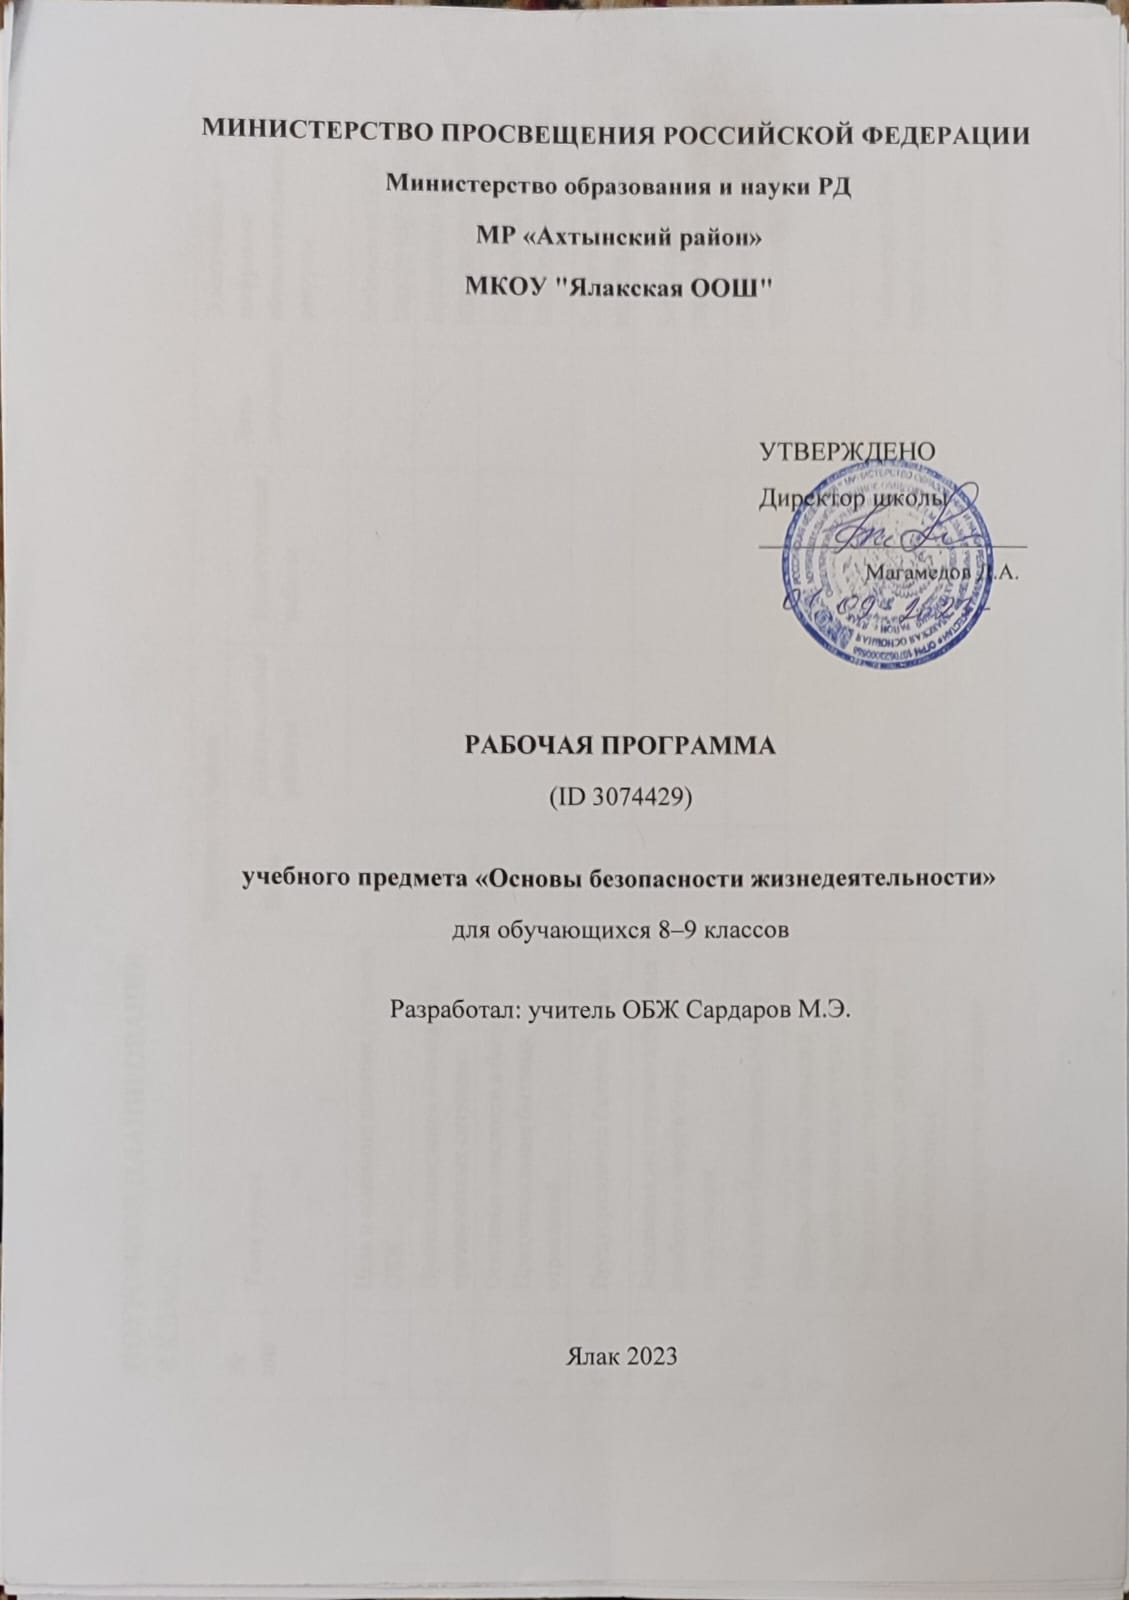 МИНИСТЕРСТВО ПРОСВЕЩЕНИЯ РОССИЙСКОЙ ФЕДЕРАЦИИ
Министерство образования и науки РД
МР «Ахтынский район»
МКОУ "Ялакская ООШ"
УТВЕРЖДЕНО
Директор школы
Магамедов Д.А.
01 09
РАБОЧАЯ ПРОГРАММА
(ID 3074429)
учебного предмета «Основы безопасности жизнедеятельности»
для обучающихся 8–9 классов
Разработал: учитель ОБЖ Сардаров М.Э.
Ялак 2023